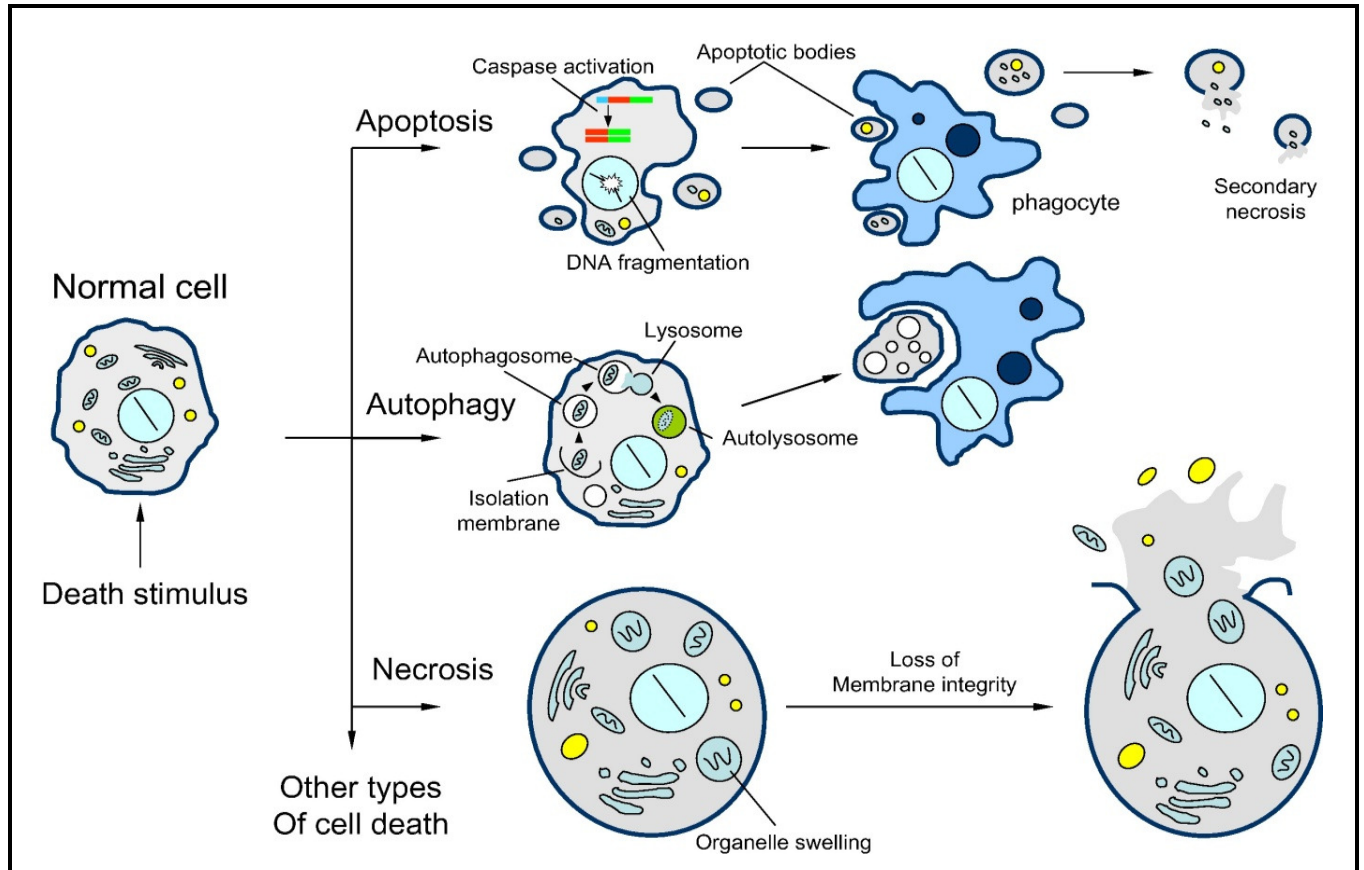 Caspase activation
Apoptotic bodies
Apoptosis
phagocyte
Secondary
necrosis
DNA fragmentation
Normal cell
Lysosome
Autophagosome
Autophagy
Autolysosome
Isolation
membrane
Death stimulus
Necrosis
Loss of
Membrane integrity
Other types
Of cell death
Organelle swelling